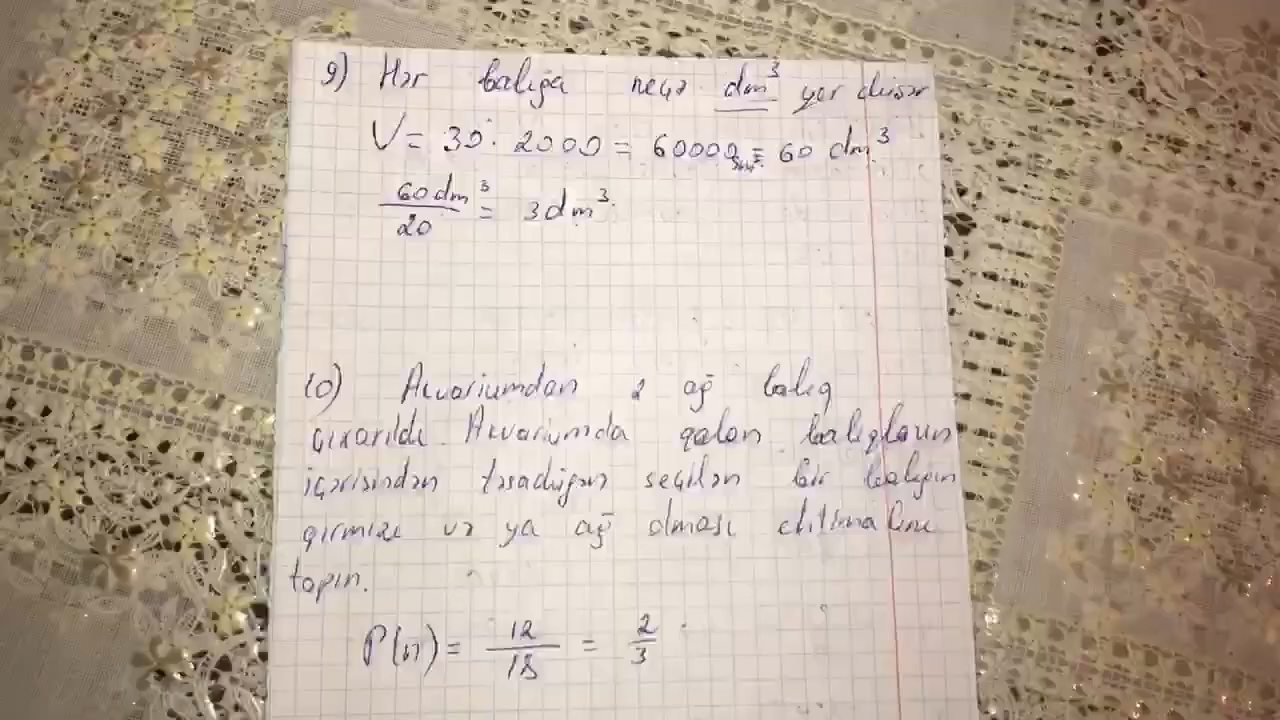 9) Hər balığa neçə dm³ yer düşər
V = 30 · 2000 = 60000 = 60 dm³
60 dm³ / 20 = 3 dm³
10) Akvariumdan 2 ağ balıq
çıxarıldı. Akvariumda qalan balıqların
içərisindən təsadüfən seçilən bir balığın
qırmızı və ya ağ olması ehtimalını
tapın.
P(n) = 12/18 = 2/3